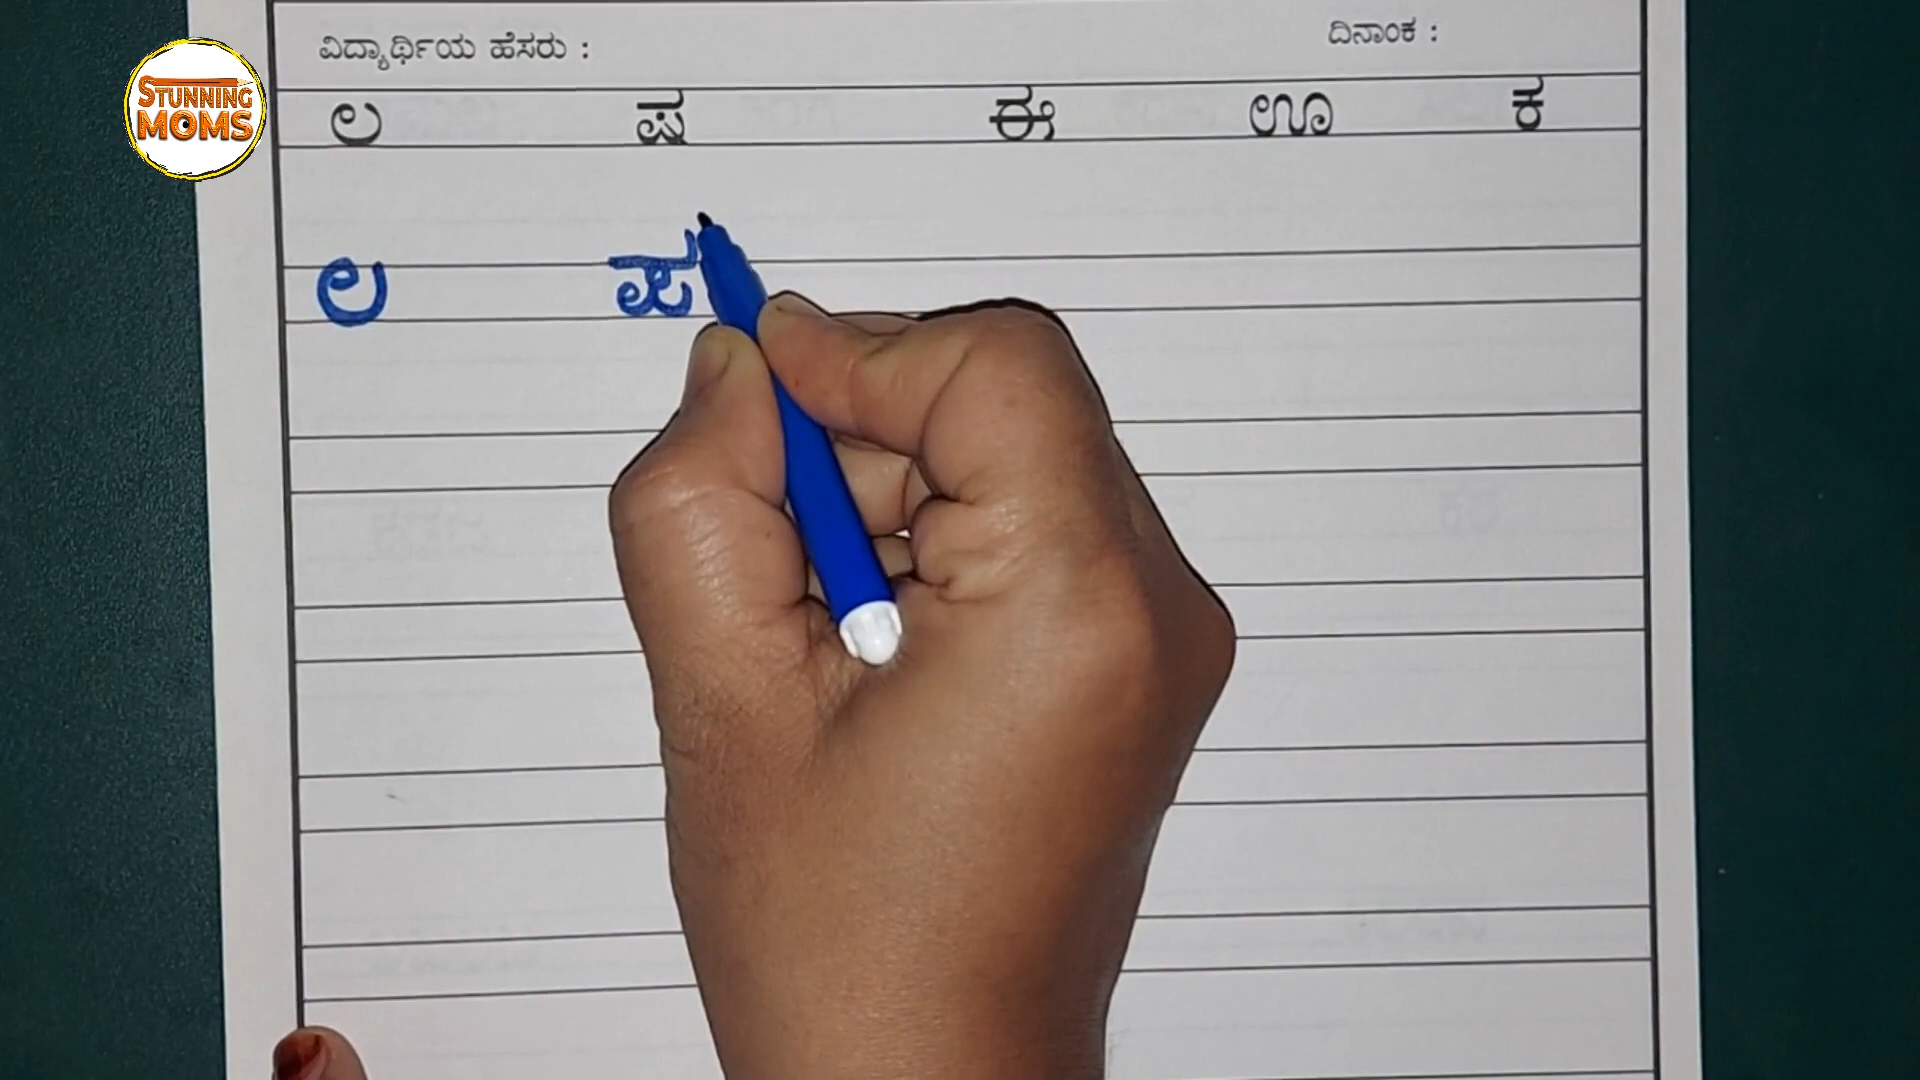 ವಿದ್ಯಾರ್ಥಿಯ ಹೆಸರು : ದಿನಾಂಕ :
STUNNING
MOMS
ಲ ಷ ಈ ಊ ಕ
ಲ ಷ